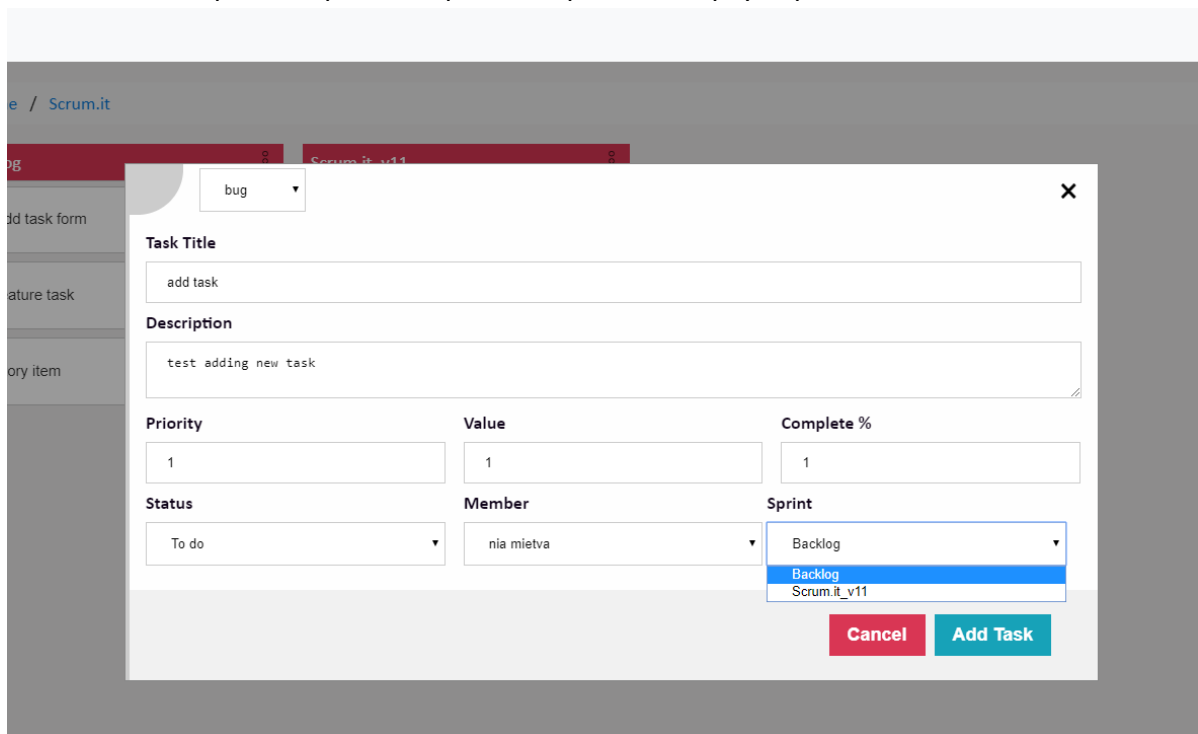 e / Scrum.it
og
Scrum.it_v11
dd task form
ature task
ory item
bug
Task Title
add task
Description
test adding new task
Priority Value Complete %
1 1 1
Status Member Sprint
To do nia mietva Backlog
Backlog
Scrum.it_v11
Cancel Add Task